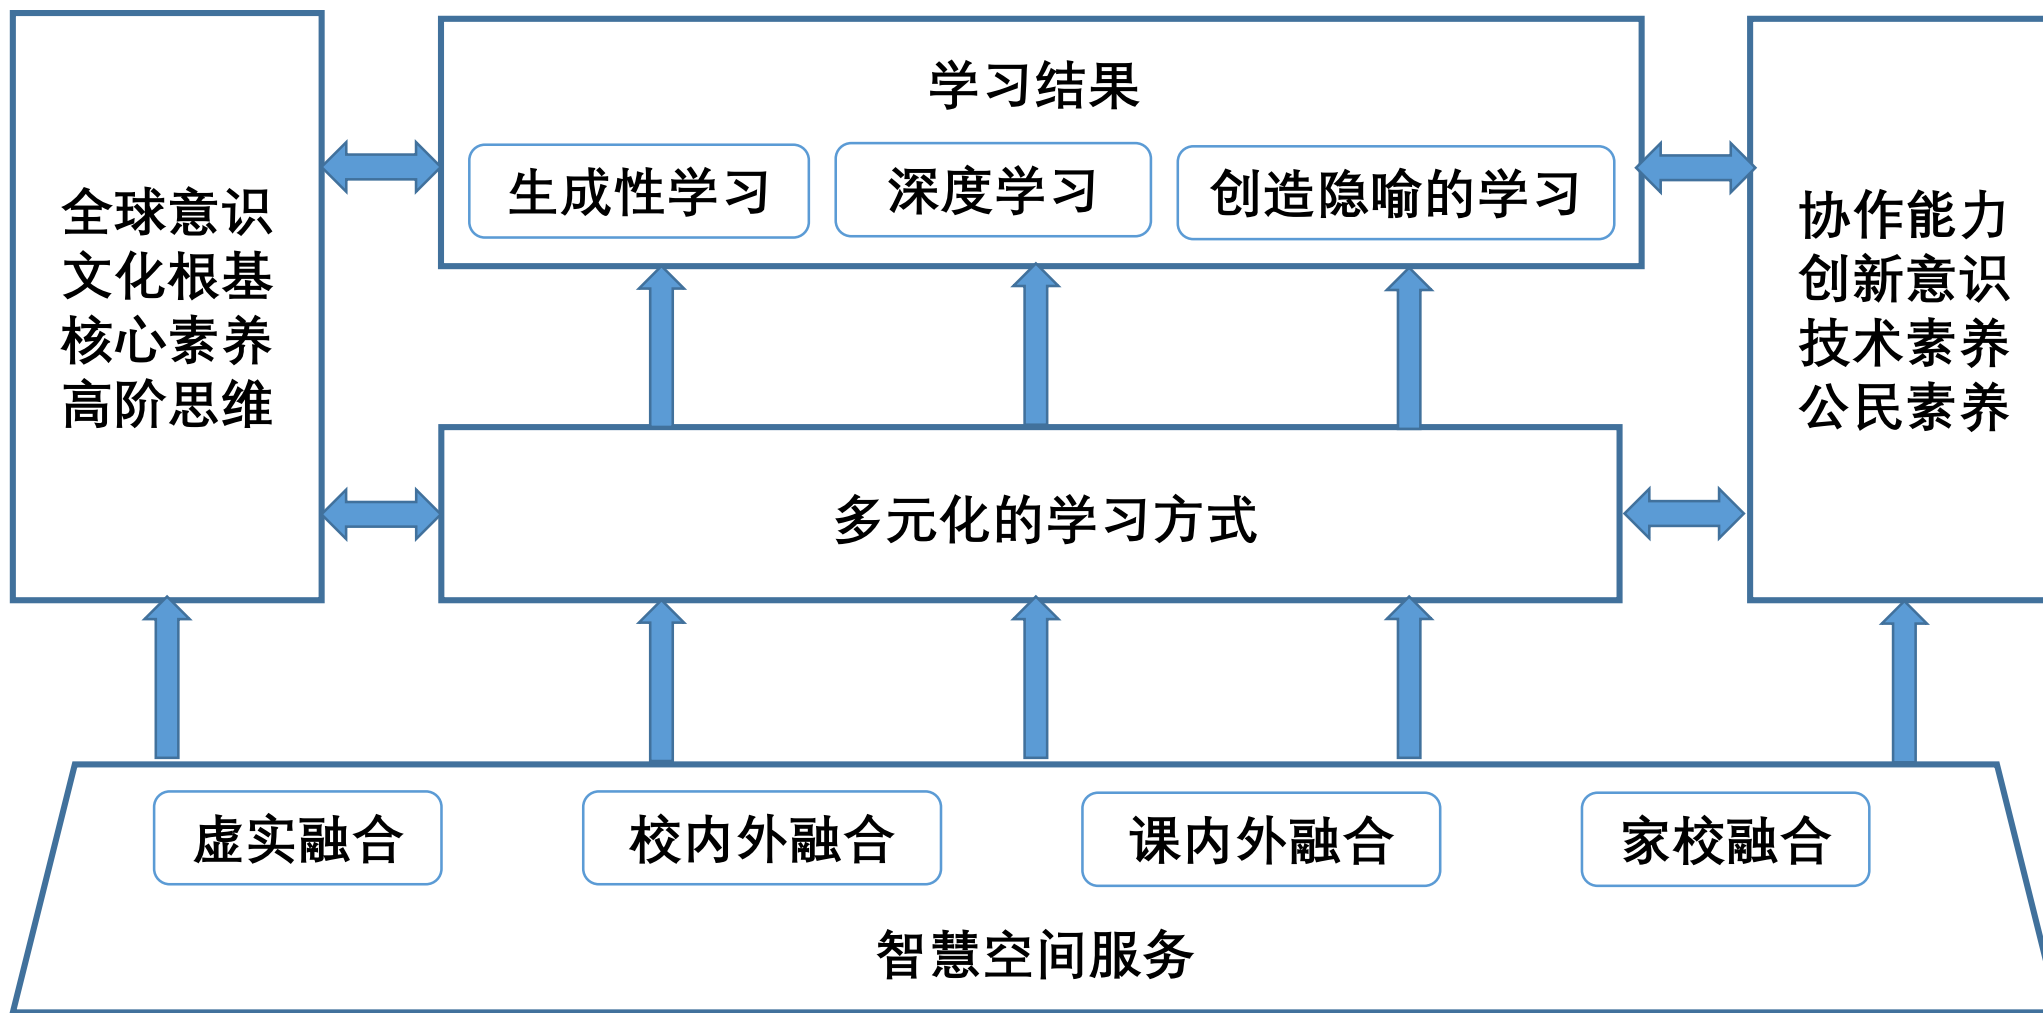 学习结果
生成性学习
深度学习
创造隐喻的学习
全球意识
文化根基
核心素养
高阶思维
协作能力
创新意识
技术素养
公民素养
多元化的学习方式
虚实融合
校内外融合
课内外融合
家校融合
智慧空间服务